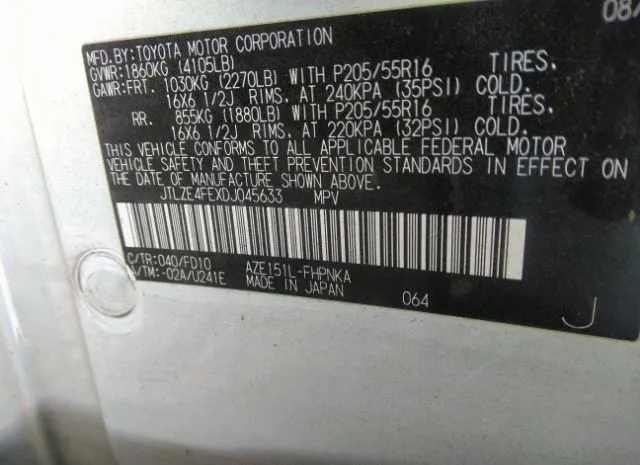 08/
MFD.BY:TOYOTA MOTOR CORPORATION
GVWR:1860KG (4105LB)
GAWR:FRT. 1030KG (2270LB) WITH P205/55R16 TIRES.
16X6 1/2J RIMS. AT 240KPA (35PSI) COLD.
RR. 855KG (1880LB) WITH P205/55R16 TIRES.
16X6 1/2J RIMS. AT 220KPA (32PSI) COLD.
THIS VEHICLE CONFORMS TO ALL APPLICABLE FEDERAL MOTOR
VEHICLE SAFETY AND THEFT PREVENTION STANDARDS IN EFFECT ON
THE DATE OF MANUFACTURE SHOWN ABOVE.
JTLZE4FEXDJ045633 MPV
C/TR:040/FD10 AZE151L-FHPNKA
A/TM:-02A/U241E MADE IN JAPAN
064
J